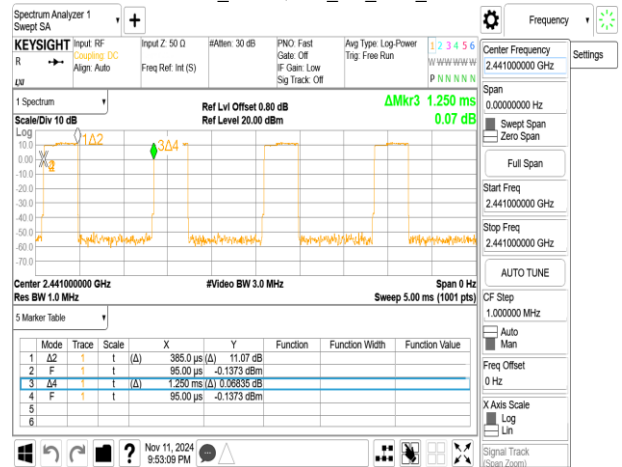 Spectrum Analyzer 1
Swept SA
Frequency
KEYSIGHT
R
Input: RF
Coupling: DC
Align: Auto
Input Z: 50 Ω
Freq Ref: Int (S)
#Atten: 30 dB
PNO: Fast
Gate: Off
IF Gain: Low
Sig Track: Off
Avg Type: Log-Power
Trig: Free Run
1 2 3 4 5 6
W W W W W W
P N N N N N
Center Frequency
2.441000000 GHz
Settings
Span
0.00000000 Hz
Swept Span
Zero Span
Full Span
Start Freq
2.441000000 GHz
Stop Freq
2.441000000 GHz
AUTO TUNE
CF Step
1.000000 MHz
Auto
Man
Freq Offset
0 Hz
X Axis Scale
Log
Lin
Signal Track
(Span Zoom)
1 Spectrum
Scale/Div 10 dB
Ref Lvl Offset 0.80 dB
Ref Level 20.00 dBm
ΔMkr3 1.250 ms
0.07 dB
Log
10.0
0.00
-10.0
-20.0
-30.0
-40.0
-50.0
-60.0
-70.0
1Δ2
3Δ4
Center 2.441000000 GHz
Res BW 1.0 MHz
#Video BW 3.0 MHz
Span 0 Hz
Sweep 5.00 ms (1001 pts)
5 Marker Table
Mode Trace Scale X Y Function Function Width Function Value
1 Δ2 1 t (Δ) 385.0 µs (Δ) 11.07 dB
2 F 1 t 95.00 µs -0.1373 dBm
3 Δ4 1 t (Δ) 1.250 ms (Δ) 0.06835 dB
4 F 1 t 95.00 µs -0.1373 dBm
5
6
?
Nov 11, 2024
9:53:09 PM